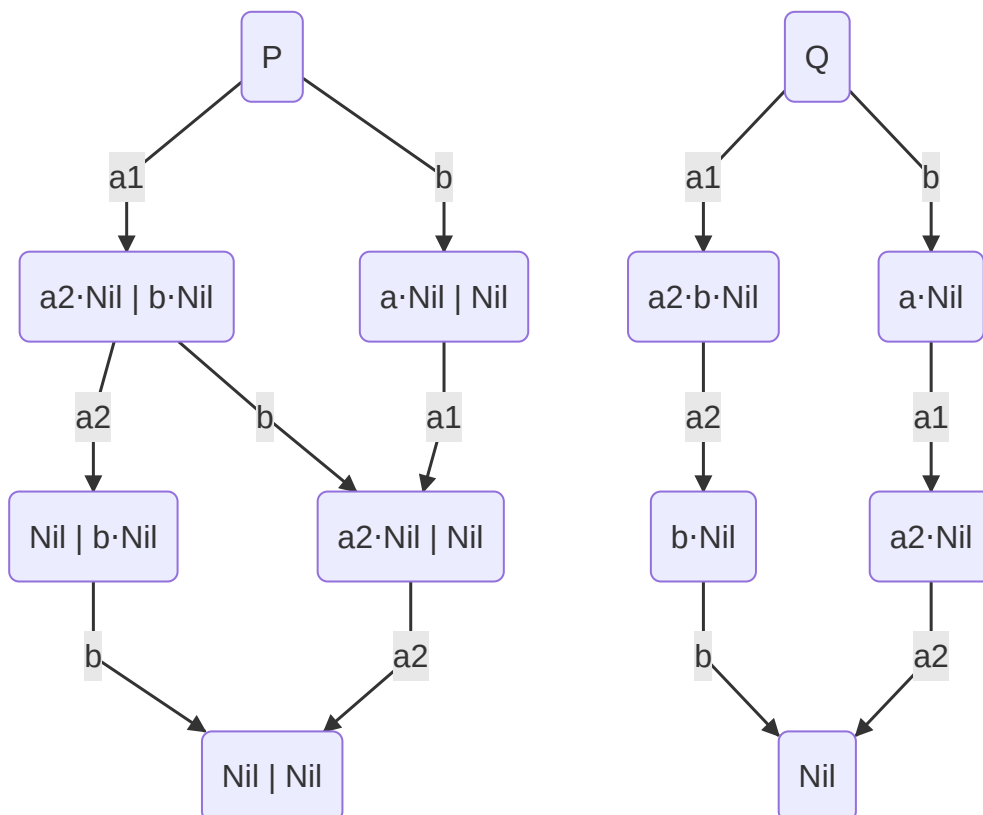 P
Q
a1
b
a1
b
a2·Nil | b·Nil
a·Nil | Nil
a2·b·Nil
a·Nil
a2
b
a1
a2
a1
Nil | b·Nil
a2·Nil | Nil
b·Nil
a2·Nil
b
a2
b
a2
Nil | Nil
Nil